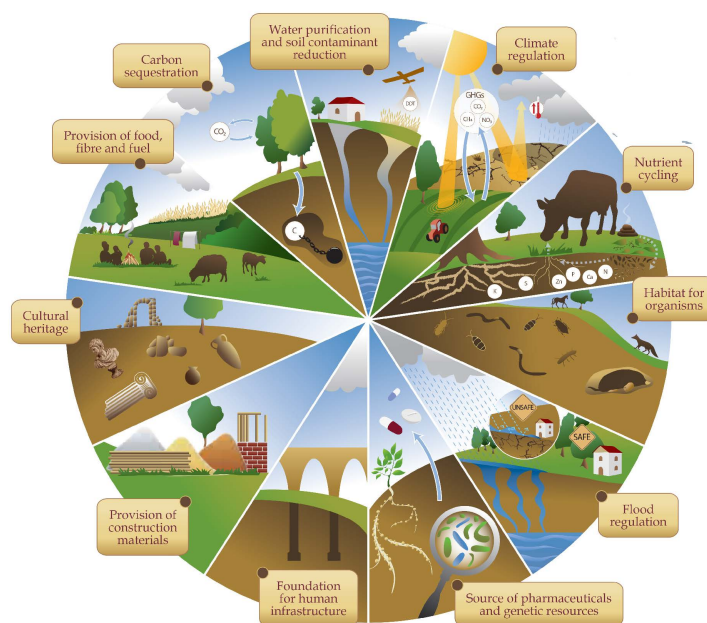 Water purification
and soil contaminant
reduction
Climate
regulation
Carbon
sequestration
Provision of food,
fibre and fuel
Nutrient
cycling
Cultural
heritage
Habitat for
organisms
Provision of
construction
materials
Flood
regulation
Foundation
for human
infrastructure
Source of pharmaceuticals
and genetic resources
DDT
GHGs
CO₂
CH₄
NO₂
CO₂
C
K
S
Zn
P
Ca
N
UNSAFE
SAFE